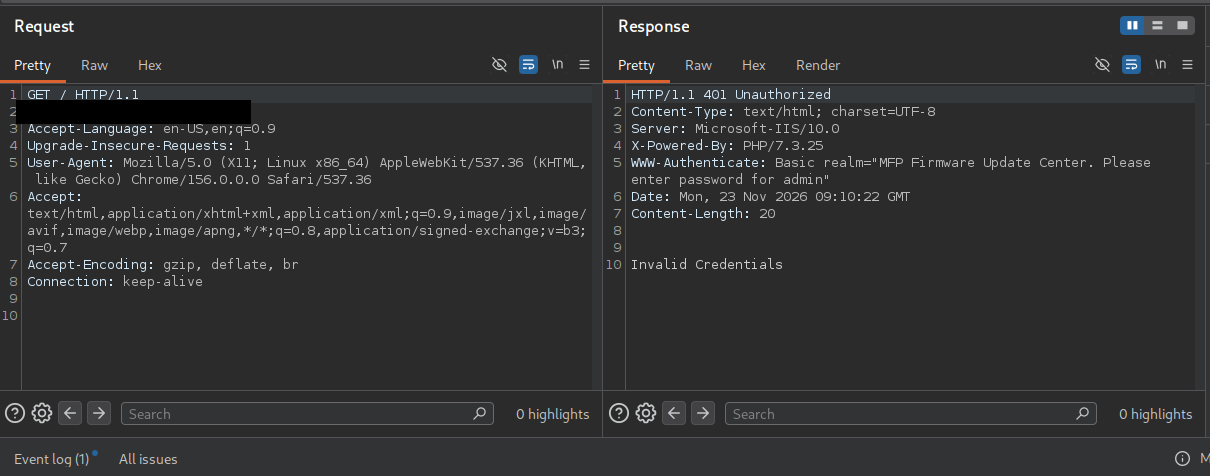 Request
Pretty Raw Hex
\n
1 GET / HTTP/1.1
2
3 Accept-Language: en-US,en;q=0.9
4 Upgrade-Insecure-Requests: 1
5 User-Agent: Mozilla/5.0 (X11; Linux x86_64) AppleWebKit/537.36 (KHTML,
like Gecko) Chrome/156.0.0.0 Safari/537.36
6 Accept:
text/html,application/xhtml+xml,application/xml;q=0.9,image/jxl,image/
avif,image/webp,image/apng,*/*;q=0.8,application/signed-exchange;v=b3;
q=0.7
7 Accept-Encoding: gzip, deflate, br
8 Connection: keep-alive
9
10
Search
0 highlights
Response
Pretty Raw Hex Render
\n
1 HTTP/1.1 401 Unauthorized
2 Content-Type: text/html; charset=UTF-8
3 Server: Microsoft-IIS/10.0
4 X-Powered-By: PHP/7.3.25
5 WWW-Authenticate: Basic realm="MFP Firmware Update Center. Please
enter password for admin"
6 Date: Mon, 23 Nov 2026 09:10:22 GMT
7 Content-Length: 20
8
9
10 Invalid Credentials
Search
0 highlights
Event log (1) All issues
M